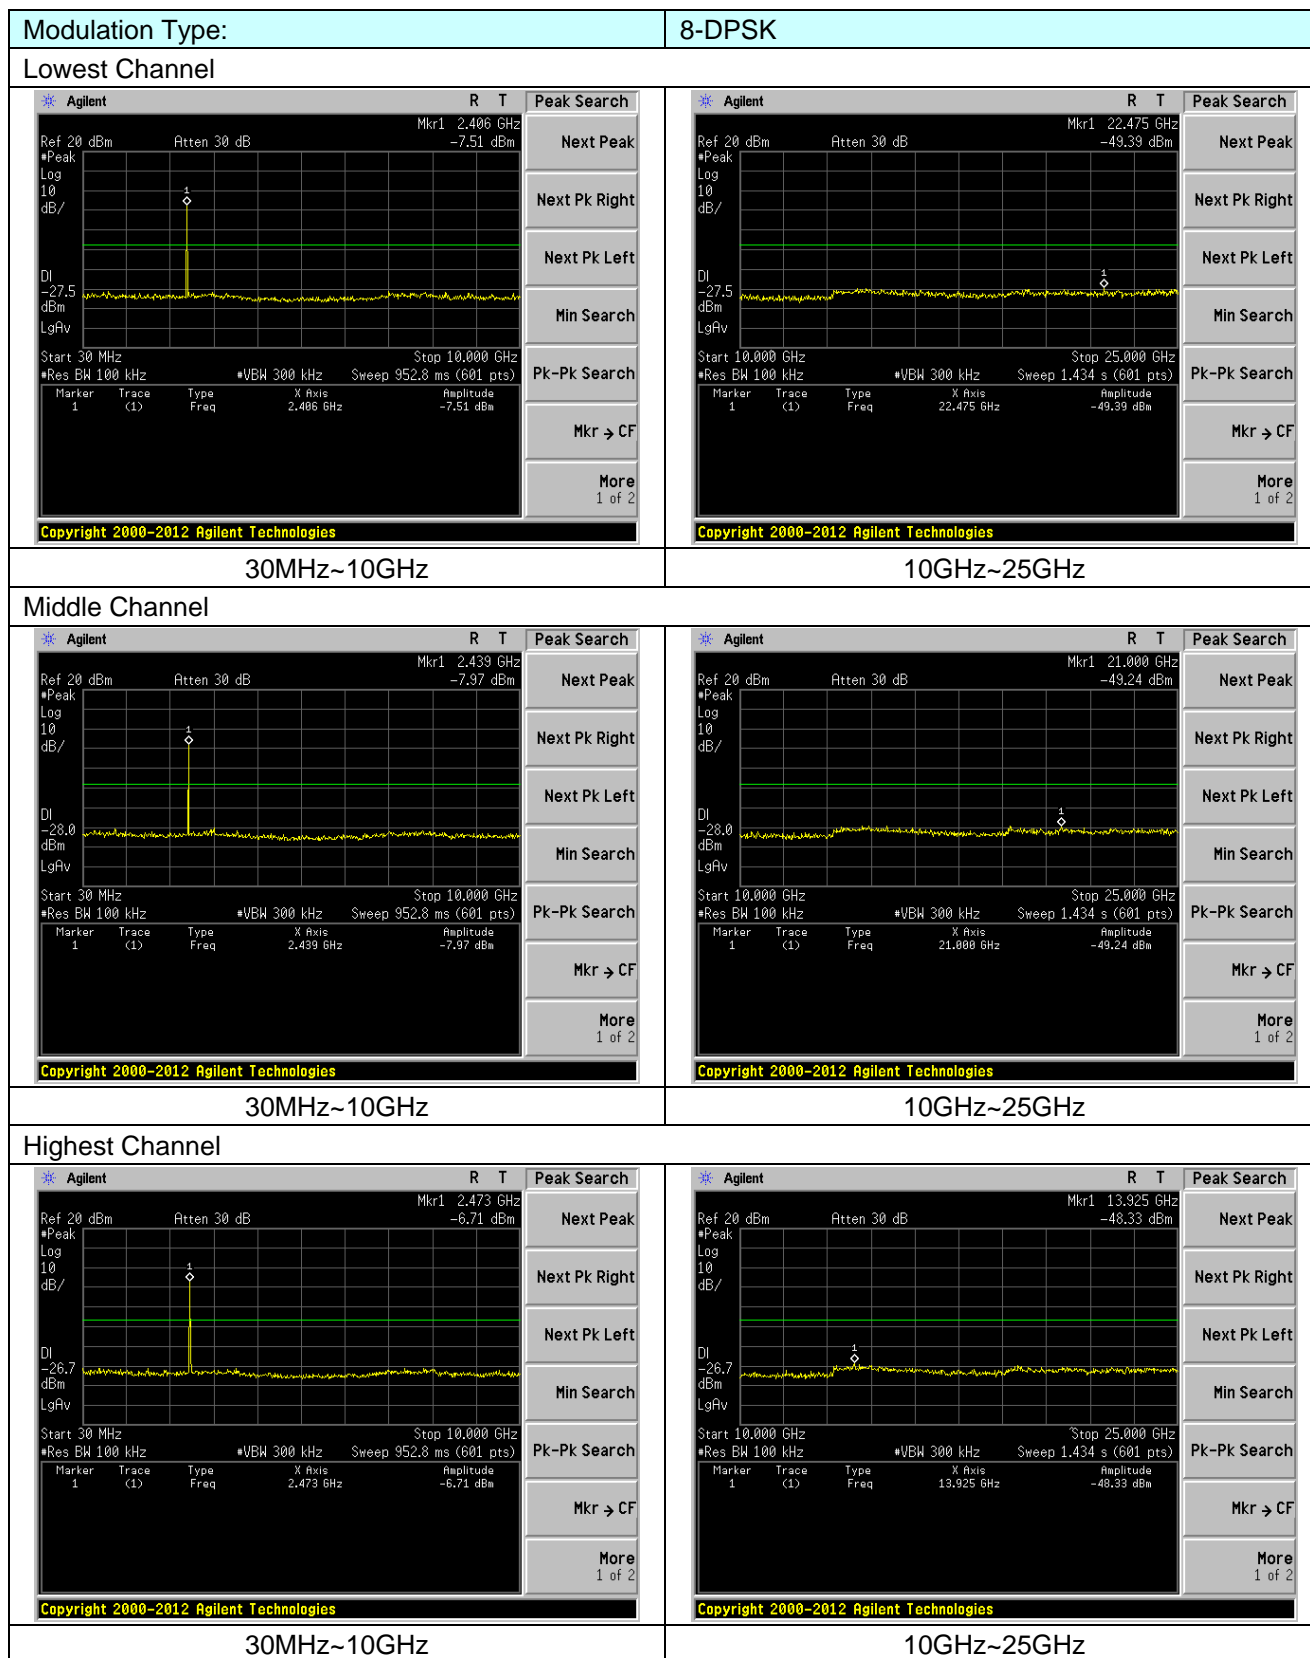 Modulation Type: 8-DPSK
Lowest Channel
Agilent R T Peak Search
Mkr1 2.406 GHz
Ref 20 dBm Atten 30 dB -7.51 dBm
#Peak
Log
10
dB/
1
DI
-27.5
dBm
LgAv
Start 30 MHz Stop 10.000 GHz
#Res BW 100 kHz #VBW 300 kHz Sweep 952.8 ms (601 pts)
Marker Trace Type X Axis Amplitude
1 (1) Freq 2.406 GHz -7.51 dBm
Next Peak
Next Pk Right
Next Pk Left
Min Search
Pk-Pk Search
Mkr → CF
More
1 of 2
Copyright 2000-2012 Agilent Technologies
Agilent R T Peak Search
Mkr1 22.475 GHz
Ref 20 dBm Atten 30 dB -49.39 dBm
#Peak
Log
10
dB/
1
DI
-27.5
dBm
LgAv
Start 10.000 GHz Stop 25.000 GHz
#Res BW 100 kHz #VBW 300 kHz Sweep 1.434 s (601 pts)
Marker Trace Type X Axis Amplitude
1 (1) Freq 22.475 GHz -49.39 dBm
Next Peak
Next Pk Right
Next Pk Left
Min Search
Pk-Pk Search
Mkr → CF
More
1 of 2
Copyright 2000-2012 Agilent Technologies
30MHz~10GHz 10GHz~25GHz
Middle Channel
Agilent R T Peak Search
Mkr1 2.439 GHz
Ref 20 dBm Atten 30 dB -7.97 dBm
#Peak
Log
10
dB/
1
DI
-28.0
dBm
LgAv
Start 30 MHz Stop 10.000 GHz
#Res BW 100 kHz #VBW 300 kHz Sweep 952.8 ms (601 pts)
Marker Trace Type X Axis Amplitude
1 (1) Freq 2.439 GHz -7.97 dBm
Next Peak
Next Pk Right
Next Pk Left
Min Search
Pk-Pk Search
Mkr → CF
More
1 of 2
Copyright 2000-2012 Agilent Technologies
Agilent R T Peak Search
Mkr1 21.000 GHz
Ref 20 dBm Atten 30 dB -49.24 dBm
#Peak
Log
10
dB/
1
DI
-28.0
dBm
LgAv
Start 10.000 GHz Stop 25.000 GHz
#Res BW 100 kHz #VBW 300 kHz Sweep 1.434 s (601 pts)
Marker Trace Type X Axis Amplitude
1 (1) Freq 21.000 GHz -49.24 dBm
Next Peak
Next Pk Right
Next Pk Left
Min Search
Pk-Pk Search
Mkr → CF
More
1 of 2
Copyright 2000-2012 Agilent Technologies
30MHz~10GHz 10GHz~25GHz
Highest Channel
Agilent R T Peak Search
Mkr1 2.473 GHz
Ref 20 dBm Atten 30 dB -6.71 dBm
#Peak
Log
10
dB/
1
DI
-26.7
dBm
LgAv
Start 30 MHz Stop 10.000 GHz
#Res BW 100 kHz #VBW 300 kHz Sweep 952.8 ms (601 pts)
Marker Trace Type X Axis Amplitude
1 (1) Freq 2.473 GHz -6.71 dBm
Next Peak
Next Pk Right
Next Pk Left
Min Search
Pk-Pk Search
Mkr → CF
More
1 of 2
Copyright 2000-2012 Agilent Technologies
Agilent R T Peak Search
Mkr1 13.925 GHz
Ref 20 dBm Atten 30 dB -48.33 dBm
#Peak
Log
10
dB/
1
DI
-26.7
dBm
LgAv
Start 10.000 GHz Stop 25.000 GHz
#Res BW 100 kHz #VBW 300 kHz Sweep 1.434 s (601 pts)
Marker Trace Type X Axis Amplitude
1 (1) Freq 13.925 GHz -48.33 dBm
Next Peak
Next Pk Right
Next Pk Left
Min Search
Pk-Pk Search
Mkr → CF
More
1 of 2
Copyright 2000-2012 Agilent Technologies
30MHz~10GHz 10GHz~25GHz